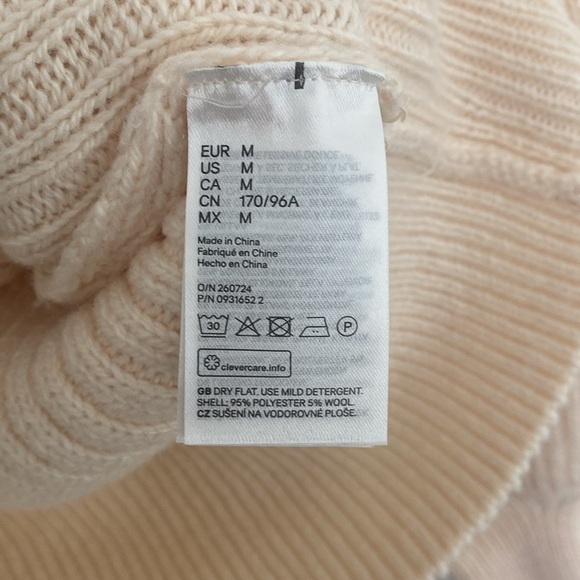 EUR M
US M
CA M
CN 170/96A
MX M
Made in China
Fabriqué en Chine
Hecho en China
O/N 260724
P/N 0931652 2
30
P
clevercare.info
GB DRY FLAT. USE MILD DETERGENT.
SHELL: 95% POLYESTER 5% WOOL.
CZ SUŠENÍ NA VODOROVNÉ PLOŠE.